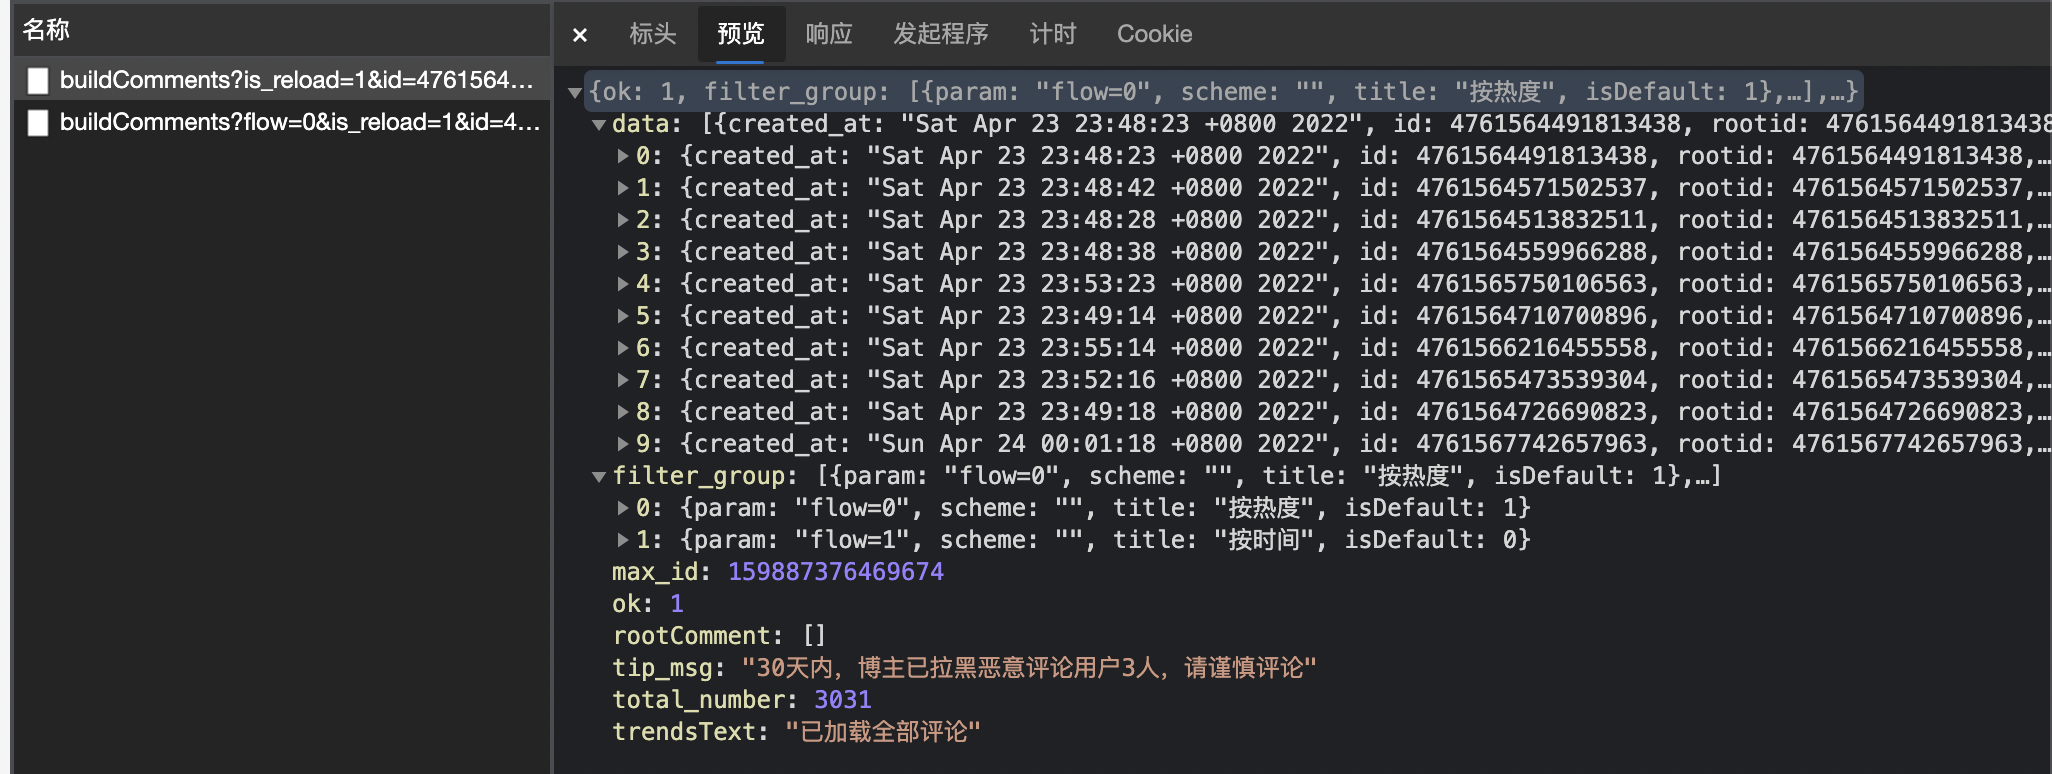 名称
buildComments?is_reload=1&id=4761564…
buildComments?flow=0&is_reload=1&id=4…
× 标头 预览 响应 发起程序 计时 Cookie
{ok: 1, filter_group: [{param: "flow=0", scheme: "", title: "按热度", isDefault: 1},…],…}
data: [{created_at: "Sat Apr 23 23:48:23 +0800 2022", id: 4761564491813438, rootid: 4761564491813438
0: {created_at: "Sat Apr 23 23:48:23 +0800 2022", id: 4761564491813438, rootid: 4761564491813438,…
1: {created_at: "Sat Apr 23 23:48:42 +0800 2022", id: 4761564571502537, rootid: 4761564571502537,…
2: {created_at: "Sat Apr 23 23:48:28 +0800 2022", id: 4761564513832511, rootid: 4761564513832511,…
3: {created_at: "Sat Apr 23 23:48:38 +0800 2022", id: 4761564559966288, rootid: 4761564559966288,…
4: {created_at: "Sat Apr 23 23:53:23 +0800 2022", id: 4761565750106563, rootid: 4761565750106563,…
5: {created_at: "Sat Apr 23 23:49:14 +0800 2022", id: 4761564710700896, rootid: 4761564710700896,…
6: {created_at: "Sat Apr 23 23:55:14 +0800 2022", id: 4761566216455558, rootid: 4761566216455558,…
7: {created_at: "Sat Apr 23 23:52:16 +0800 2022", id: 4761565473539304, rootid: 4761565473539304,…
8: {created_at: "Sat Apr 23 23:49:18 +0800 2022", id: 4761564726690823, rootid: 4761564726690823,…
9: {created_at: "Sun Apr 24 00:01:18 +0800 2022", id: 4761567742657963, rootid: 4761567742657963,…
filter_group: [{param: "flow=0", scheme: "", title: "按热度", isDefault: 1},…]
0: {param: "flow=0", scheme: "", title: "按热度", isDefault: 1}
1: {param: "flow=1", scheme: "", title: "按时间", isDefault: 0}
max_id: 159887376469674
ok: 1
rootComment: []
tip_msg: "30天内，博主已拉黑恶意评论用户3人，请谨慎评论"
total_number: 3031
trendsText: "已加载全部评论"